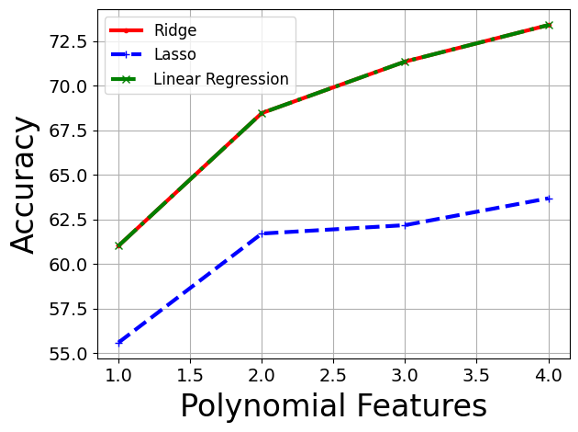 Ridge
Lasso
Linear Regression
Accuracy
72.5
70.0
67.5
65.0
62.5
60.0
57.5
55.0
1.0 1.5 2.0 2.5 3.0 3.5 4.0
Polynomial Features